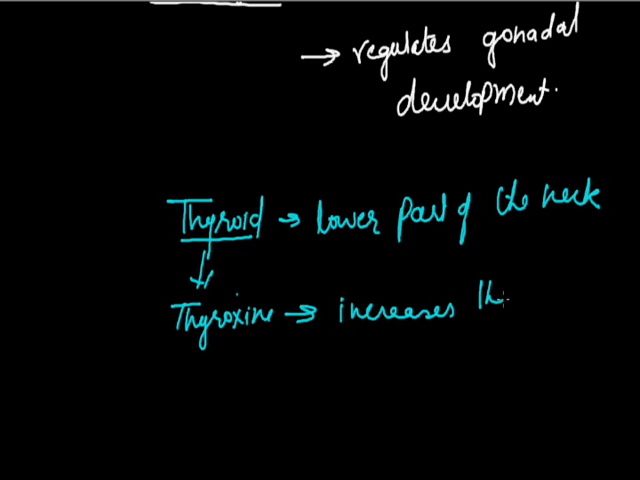 → regulates gonadal
development.
Thyroid → lower part of the neck
Thyroxine → increases